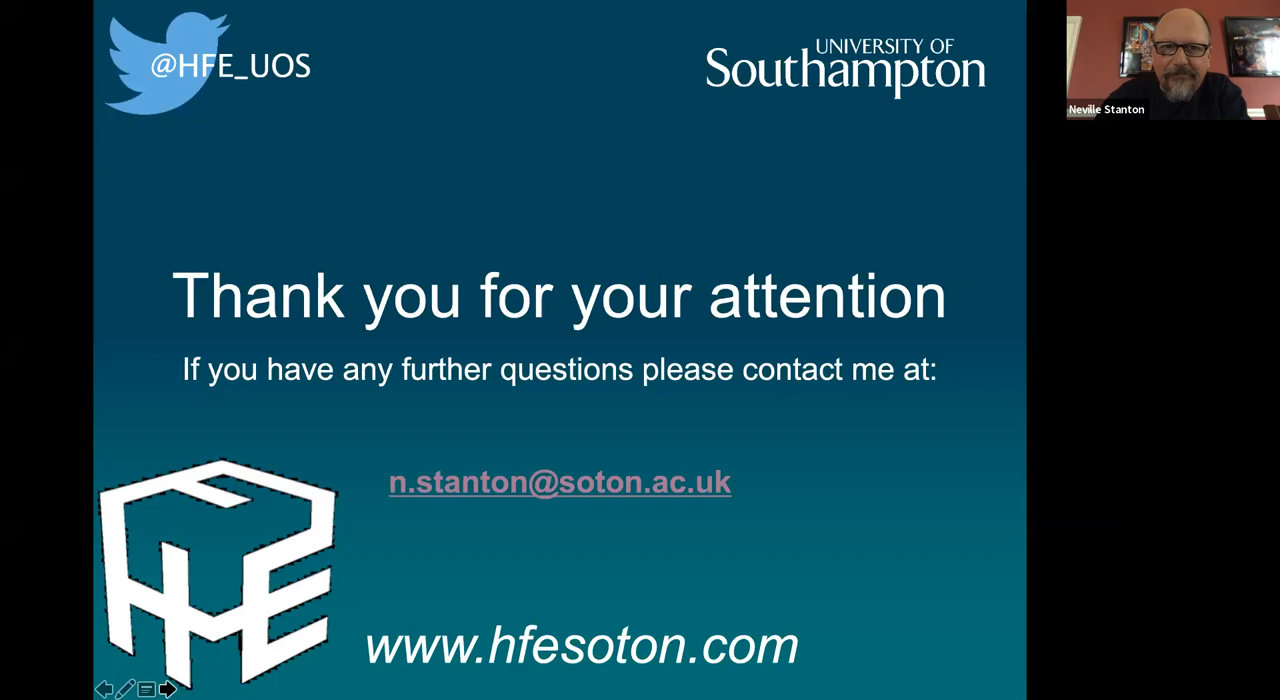 @HFE_UOS
UNIVERSITY OF
Southampton
Neville Stanton
Thank you for your attention
If you have any further questions please contact me at:
n.stanton@soton.ac.uk
HFE
www.hfesoton.com